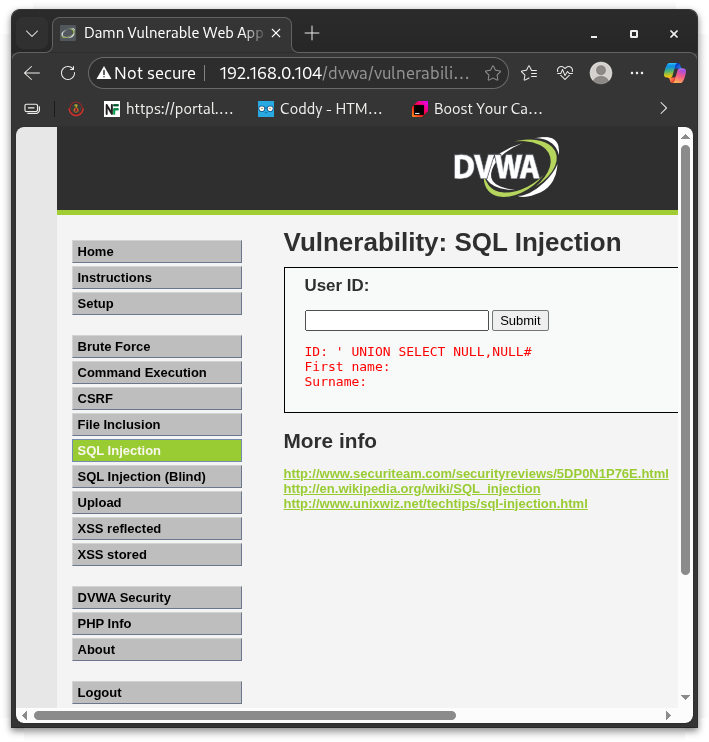 Damn Vulnerable Web App
Not secure 192.168.0.104/dvwa/vulnerabili...
https://portal.... Coddy - HTM... Boost Your Ca...
DVWA
Home
Instructions
Setup
Brute Force
Command Execution
CSRF
File Inclusion
SQL Injection
SQL Injection (Blind)
Upload
XSS reflected
XSS stored
DVWA Security
PHP Info
About
Logout
Vulnerability: SQL Injection
User ID:
Submit
ID: ' UNION SELECT NULL,NULL#
First name:
Surname:
More info
http://www.securiteam.com/securityreviews/5DP0N1P76E.html
http://en.wikipedia.org/wiki/SQL_injection
http://www.unixwiz.net/techtips/sql-injection.html